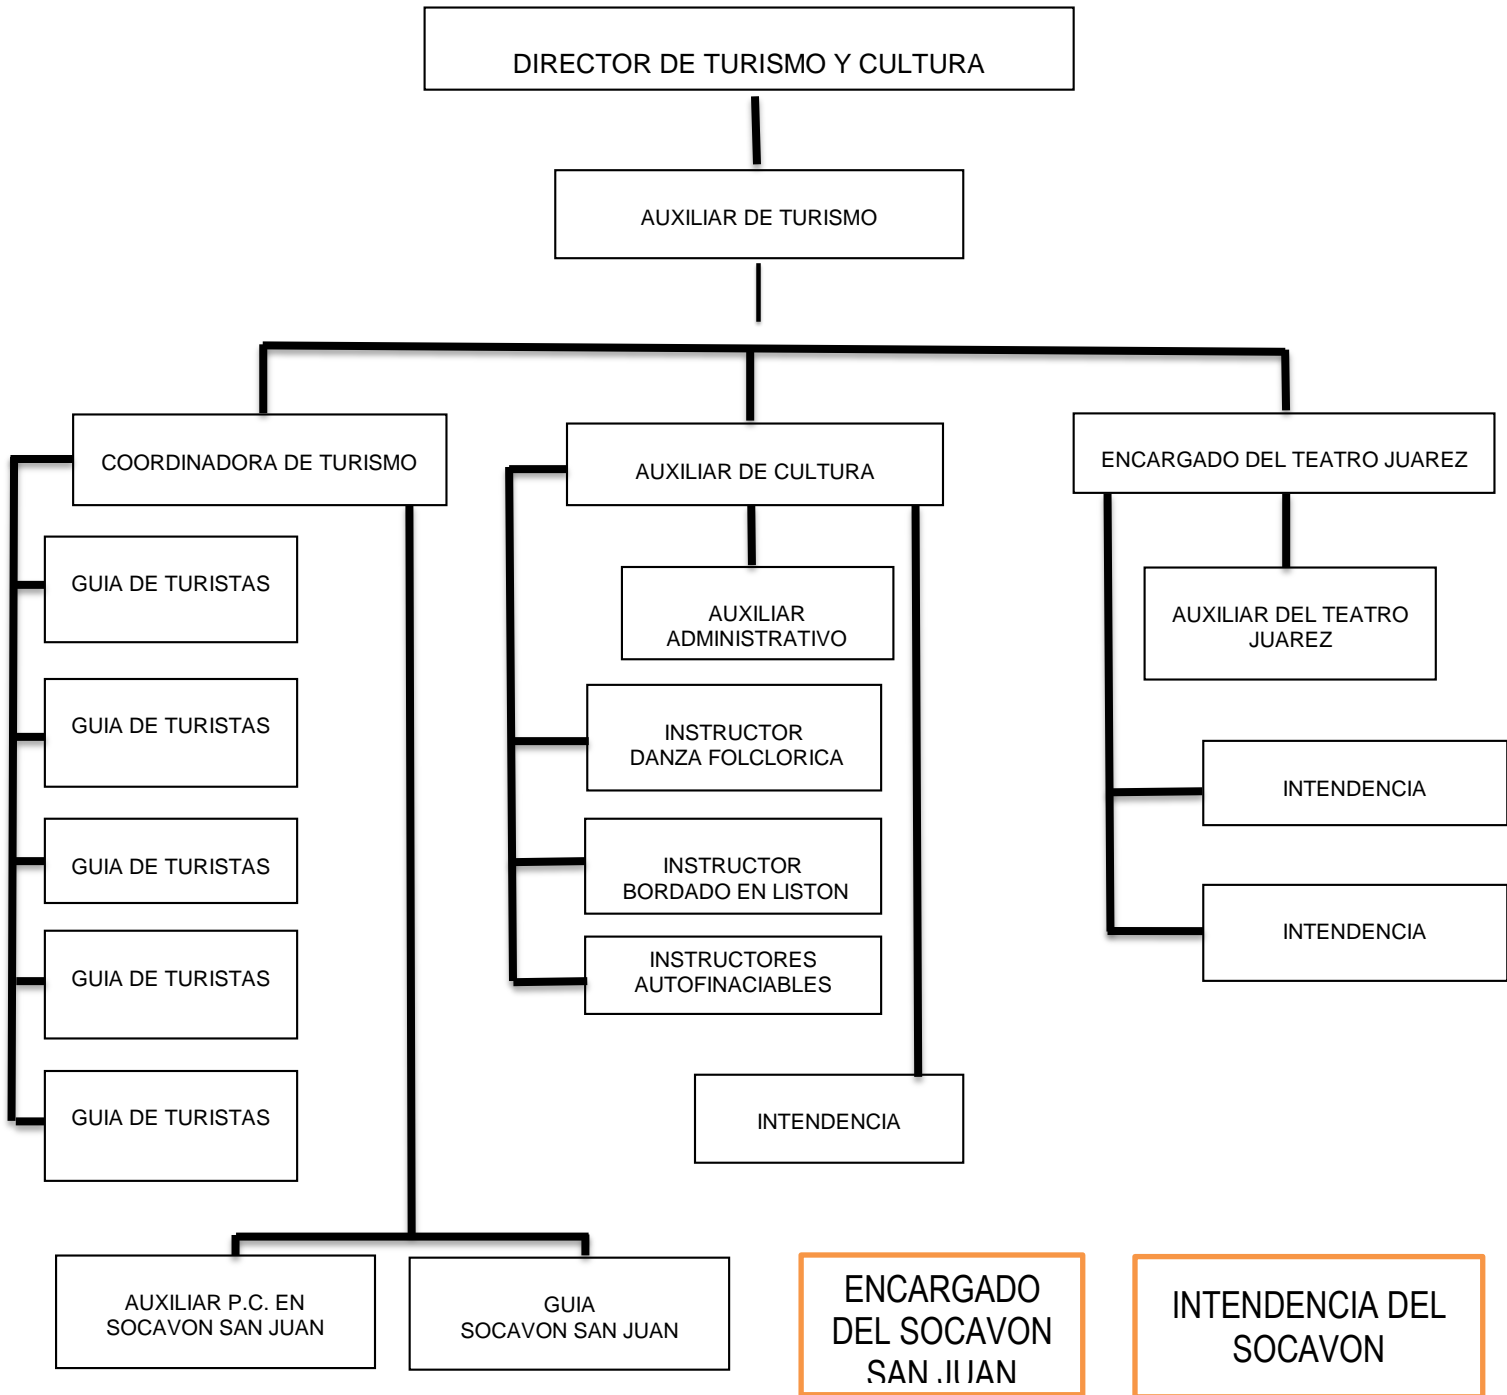 DIRECTOR DE TURISMO Y CULTURA
AUXILIAR DE TURISMO
COORDINADORA DE TURISMO
AUXILIAR DE CULTURA
ENCARGADO DEL TEATRO JUAREZ
GUIA DE TURISTAS
GUIA DE TURISTAS
GUIA DE TURISTAS
GUIA DE TURISTAS
GUIA DE TURISTAS
AUXILIAR
ADMINISTRATIVO
INSTRUCTOR
DANZA FOLCLORICA
INSTRUCTOR
BORDADO EN LISTON
INSTRUCTORES
AUTOFINACIABLES
INTENDENCIA
AUXILIAR DEL TEATRO
JUAREZ
INTENDENCIA
INTENDENCIA
AUXILIAR P.C. EN
SOCAVON SAN JUAN
GUIA
SOCAVON SAN JUAN
ENCARGADO
DEL SOCAVON
SAN JUAN
INTENDENCIA DEL
SOCAVON